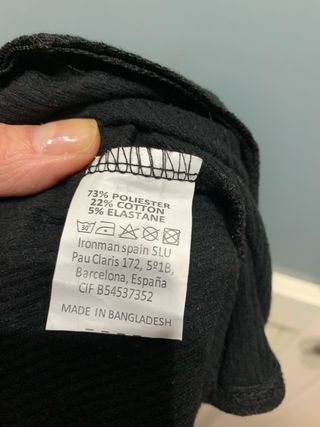 73% POLIESTER
22% COTTON
5% ELASTANE
30
Ironman spain SLU
Pau Claris 172, 5º1B,
Barcelona, España
CIF B54537352
MADE IN BANGLADESH